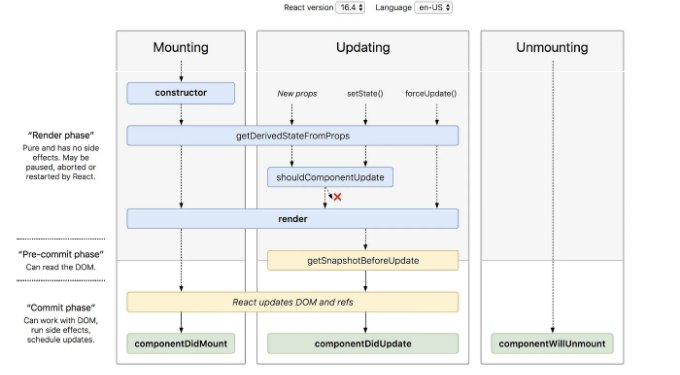 React version 16.4 Language en-US
Mounting
Updating
Unmounting
constructor
New props
setState()
forceUpdate()
"Render phase"
Pure and has no side
effects. May be
paused, aborted or
restarted by React.
getDerivedStateFromProps
shouldComponentUpdate
render
"Pre-commit phase"
Can read the DOM.
getSnapshotBeforeUpdate
"Commit phase"
Can work with DOM,
run side effects,
schedule updates.
React updates DOM and refs
componentDidMount
componentDidUpdate
componentWillUnmount